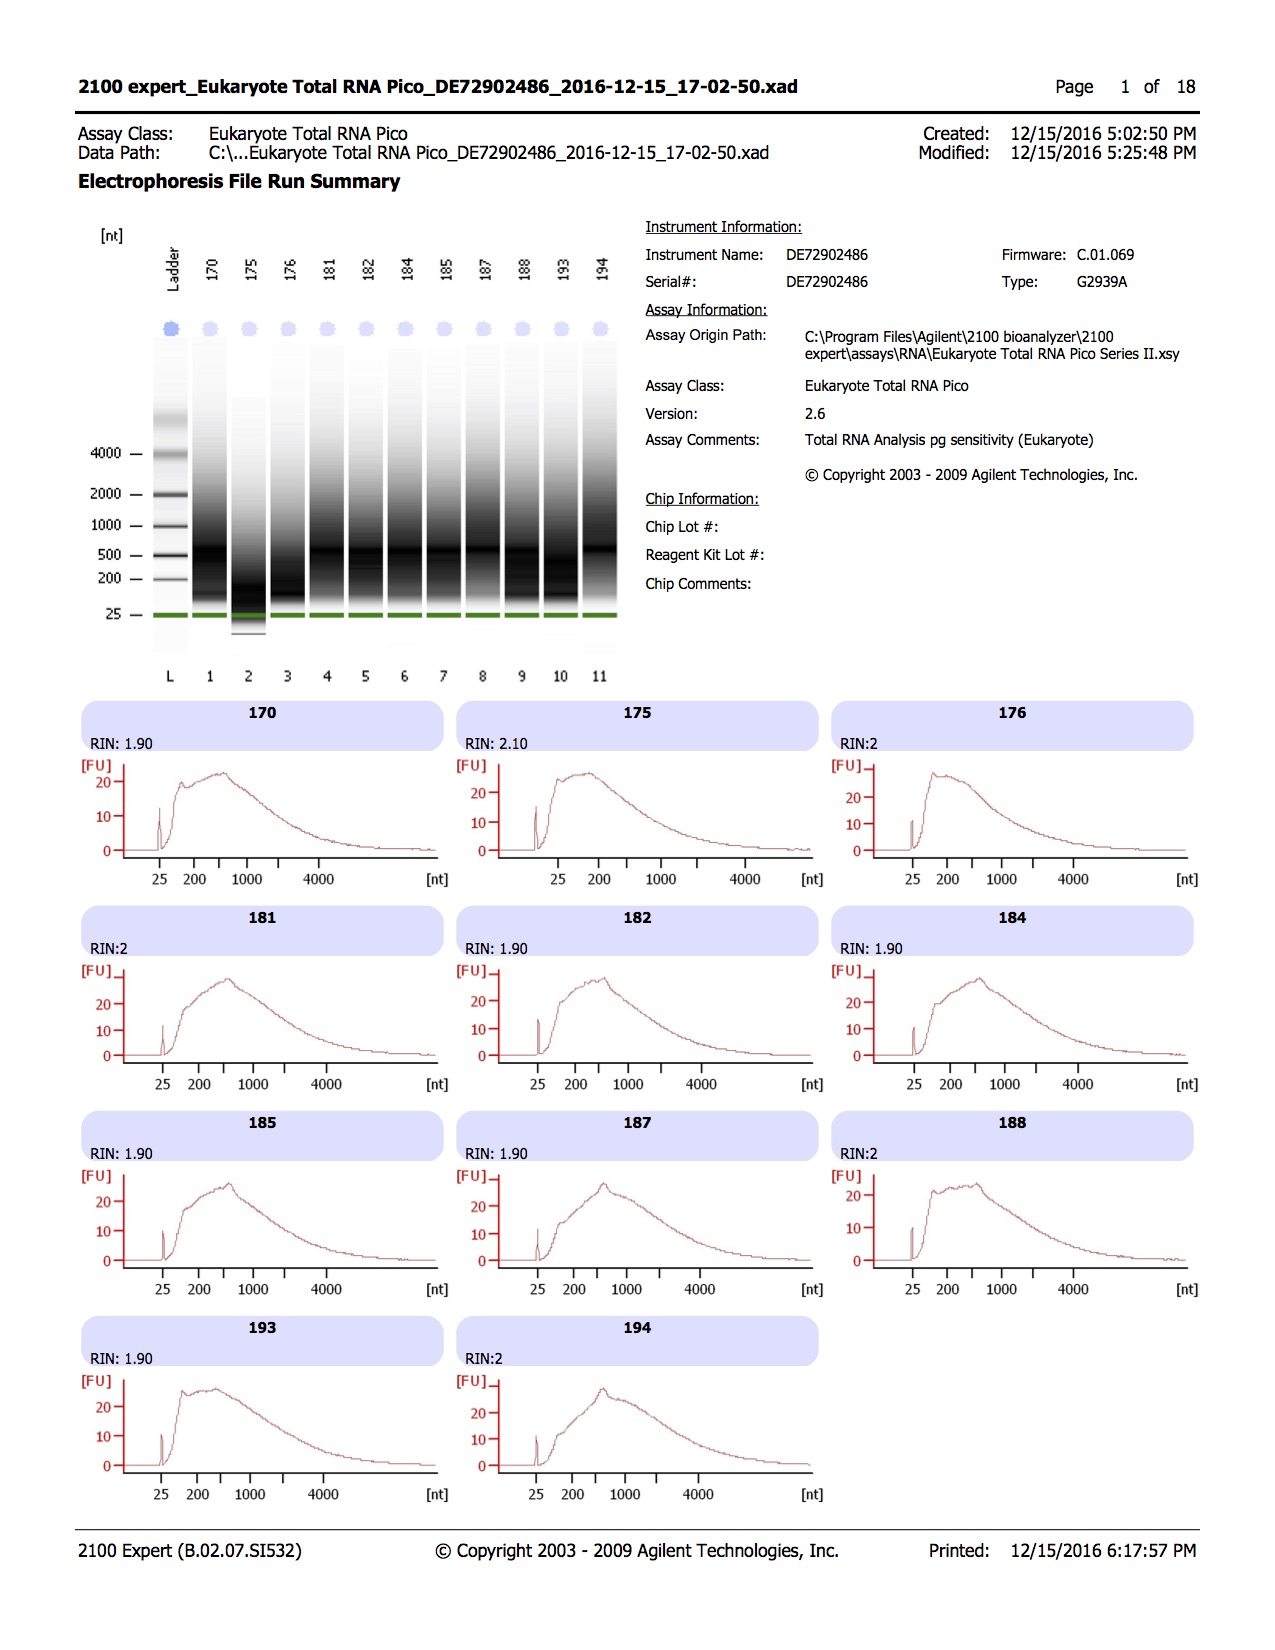 2100 expert_Eukaryote Total RNA Pico_DE72902486_2016-12-15_17-02-50.xad Page 1 of 18
Assay Class: Eukaryote Total RNA Pico Created: 12/15/2016 5:02:50 PM
Data Path: C:\...Eukaryote Total RNA Pico_DE72902486_2016-12-15_17-02-50.xad Modified: 12/15/2016 5:25:48 PM
Electrophoresis File Run Summary
[nt]
Ladder 170 175 176 181 182 184 185 187 188 193 194
4000
2000
1000
500
200
25
L 1 2 3 4 5 6 7 8 9 10 11
Instrument Information:
Instrument Name: DE72902486 Firmware: C.01.069
Serial#: DE72902486 Type: G2939A
Assay Information:
Assay Origin Path: C:\Program Files\Agilent\2100 bioanalyzer\2100
expert\assays\RNA\Eukaryote Total RNA Pico Series II.xsy
Assay Class: Eukaryote Total RNA Pico
Version: 2.6
Assay Comments: Total RNA Analysis pg sensitivity (Eukaryote)
© Copyright 2003 - 2009 Agilent Technologies, Inc.
Chip Information:
Chip Lot #:
Reagent Kit Lot #:
Chip Comments:
170 175 176
RIN: 1.90 RIN: 2.10 RIN:2
[FU] [FU] [FU]
20 20 20
10 10 10
0 0 0
25 200 1000 4000 [nt] 25 200 1000 4000 [nt] 25 200 1000 4000 [nt]
181 182 184
RIN:2 RIN: 1.90 RIN: 1.90
[FU] [FU] [FU]
20 20 20
10 10 10
0 0 0
25 200 1000 4000 [nt] 25 200 1000 4000 [nt] 25 200 1000 4000 [nt]
185 187 188
RIN: 1.90 RIN: 1.90 RIN:2
[FU] [FU] [FU]
20 20 20
10 10 10
0 0 0
25 200 1000 4000 [nt] 25 200 1000 4000 [nt] 25 200 1000 4000 [nt]
193 194
RIN: 1.90 RIN:2
[FU] [FU]
20 20
10 10
0 0
25 200 1000 4000 [nt] 25 200 1000 4000 [nt]
2100 Expert (B.02.07.SI532) © Copyright 2003 - 2009 Agilent Technologies, Inc. Printed: 12/15/2016 6:17:57 PM